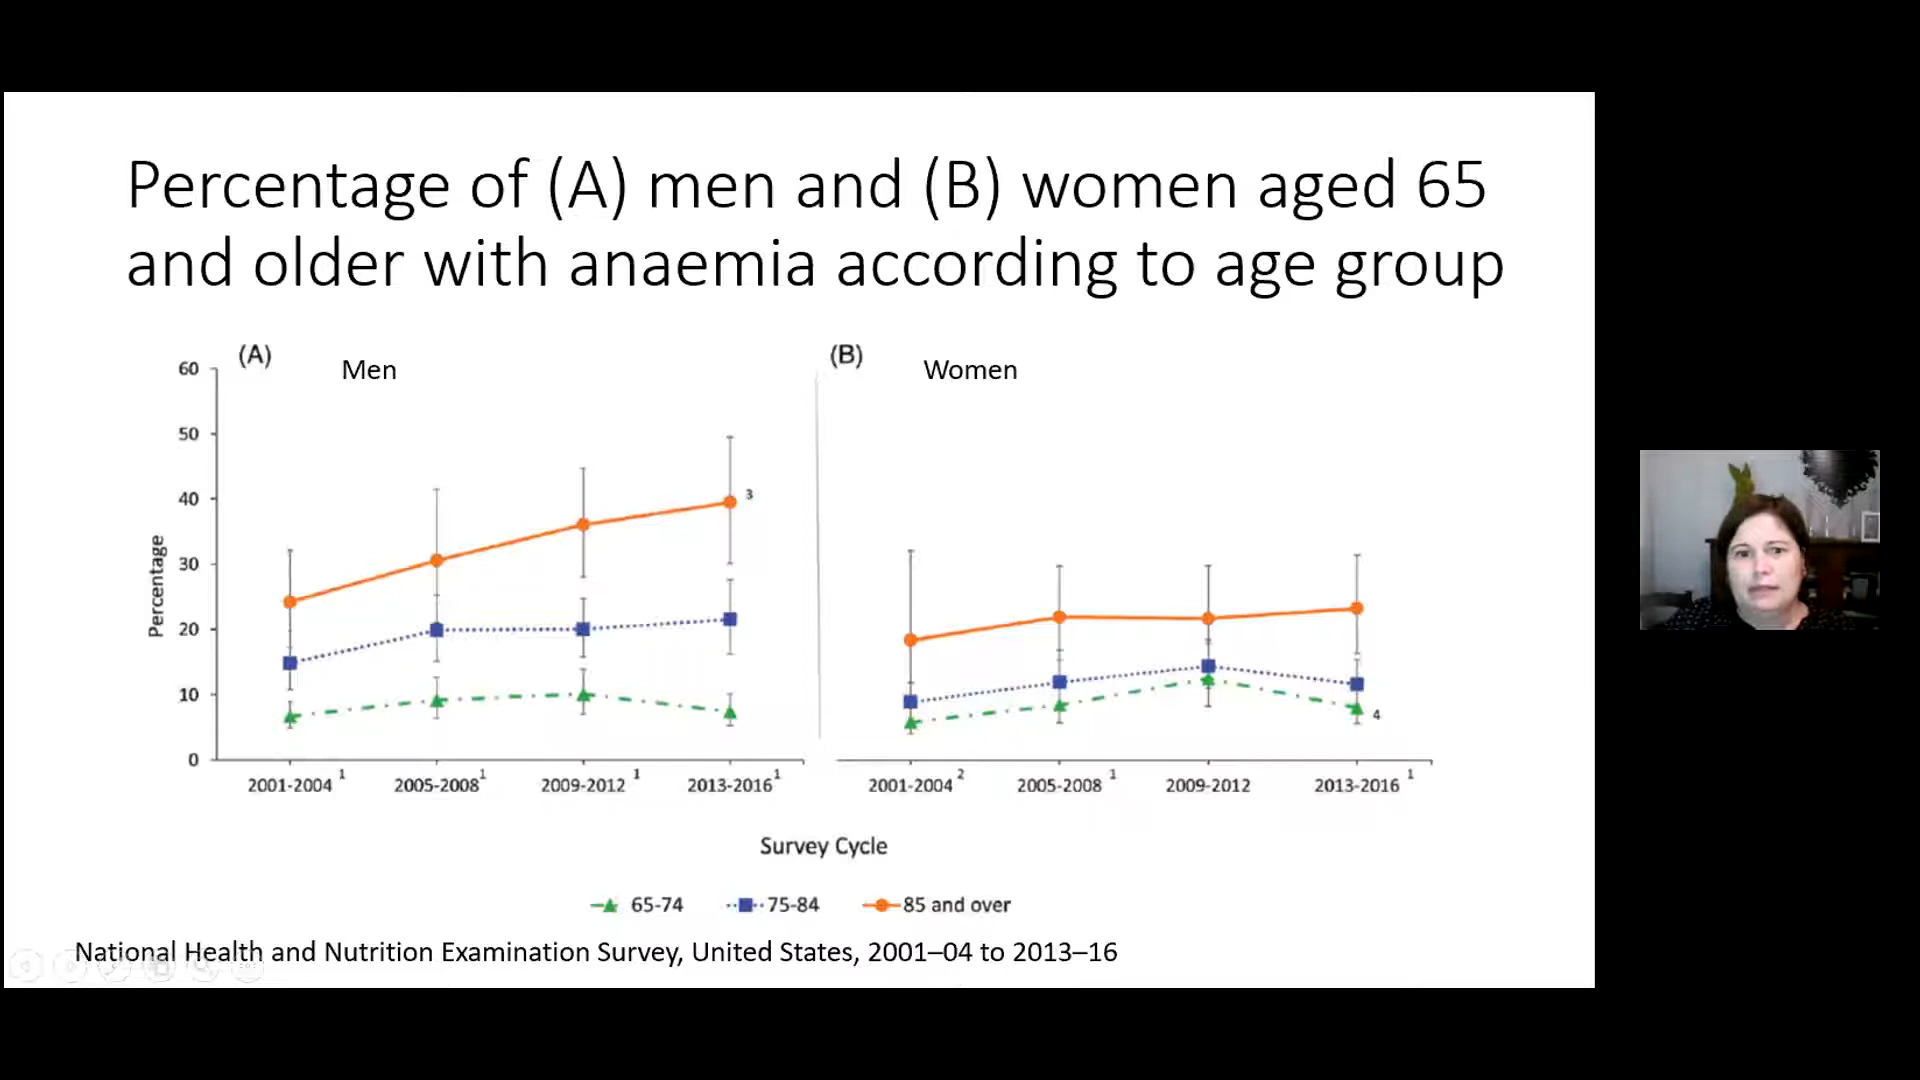 Percentage of (A) men and (B) women aged 65
and older with anaemia according to age group
(A)
Men
(B)
Women
60
50
40
30
20
10
0
Percentage
3
4
2001-2004 1
2005-2008 1
2009-2012 1
2013-2016 1
2001-2004 2
2005-2008 1
2009-2012
2013-2016 1
Survey Cycle
65-74
75-84
85 and over
National Health and Nutrition Examination Survey, United States, 2001–04 to 2013–16